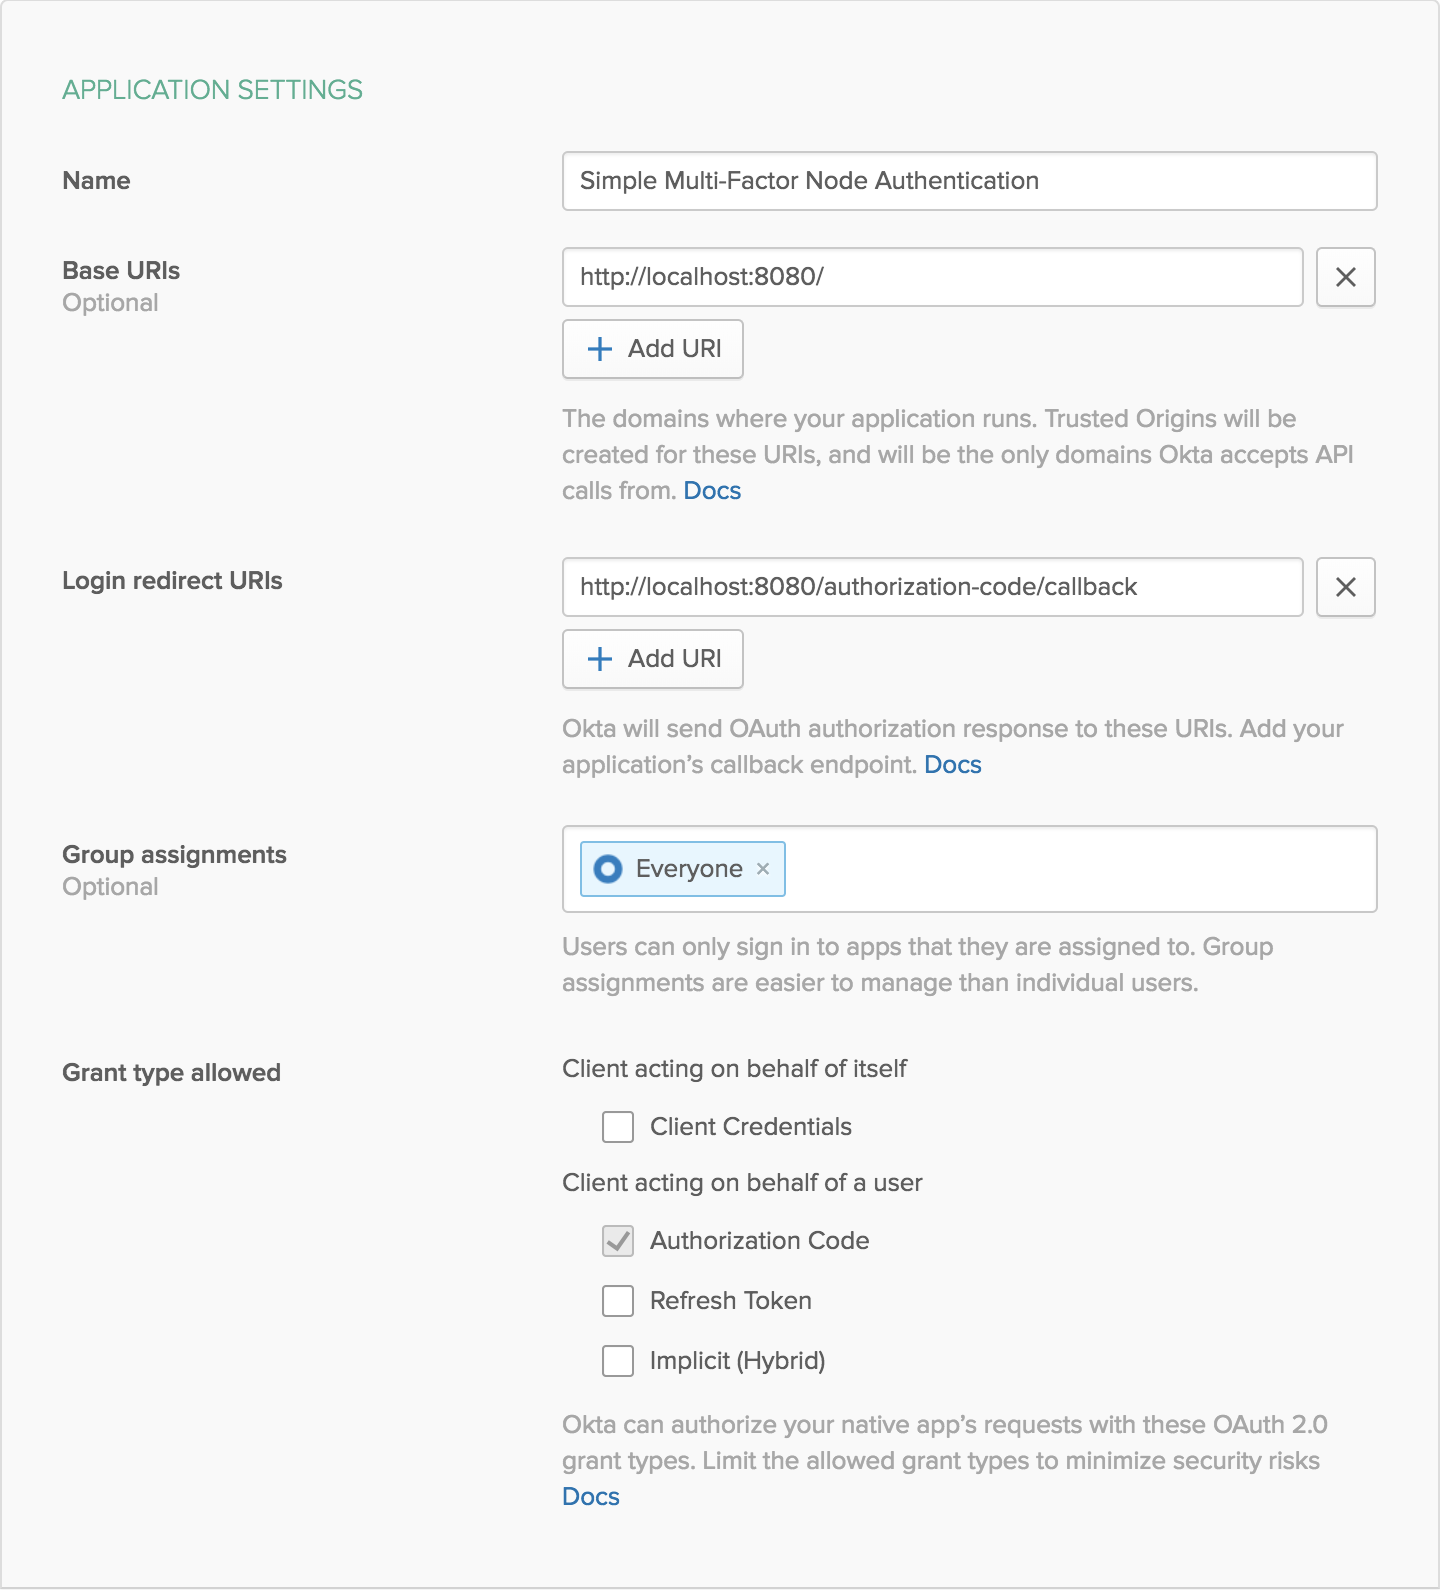 APPLICATION SETTINGS
Name
Simple Multi-Factor Node Authentication
Base URIs
Optional
http://localhost:8080/
Add URI
The domains where your application runs. Trusted Origins will be
created for these URIs, and will be the only domains Okta accepts API
calls from. Docs
Login redirect URIs
http://localhost:8080/authorization-code/callback
Add URI
Okta will send OAuth authorization response to these URIs. Add your
application’s callback endpoint. Docs
Group assignments
Optional
Everyone
Users can only sign in to apps that they are assigned to. Group
assignments are easier to manage than individual users.
Grant type allowed
Client acting on behalf of itself
Client Credentials
Client acting on behalf of a user
Authorization Code
Refresh Token
Implicit (Hybrid)
Okta can authorize your native app’s requests with these OAuth 2.0
grant types. Limit the allowed grant types to minimize security risks
Docs